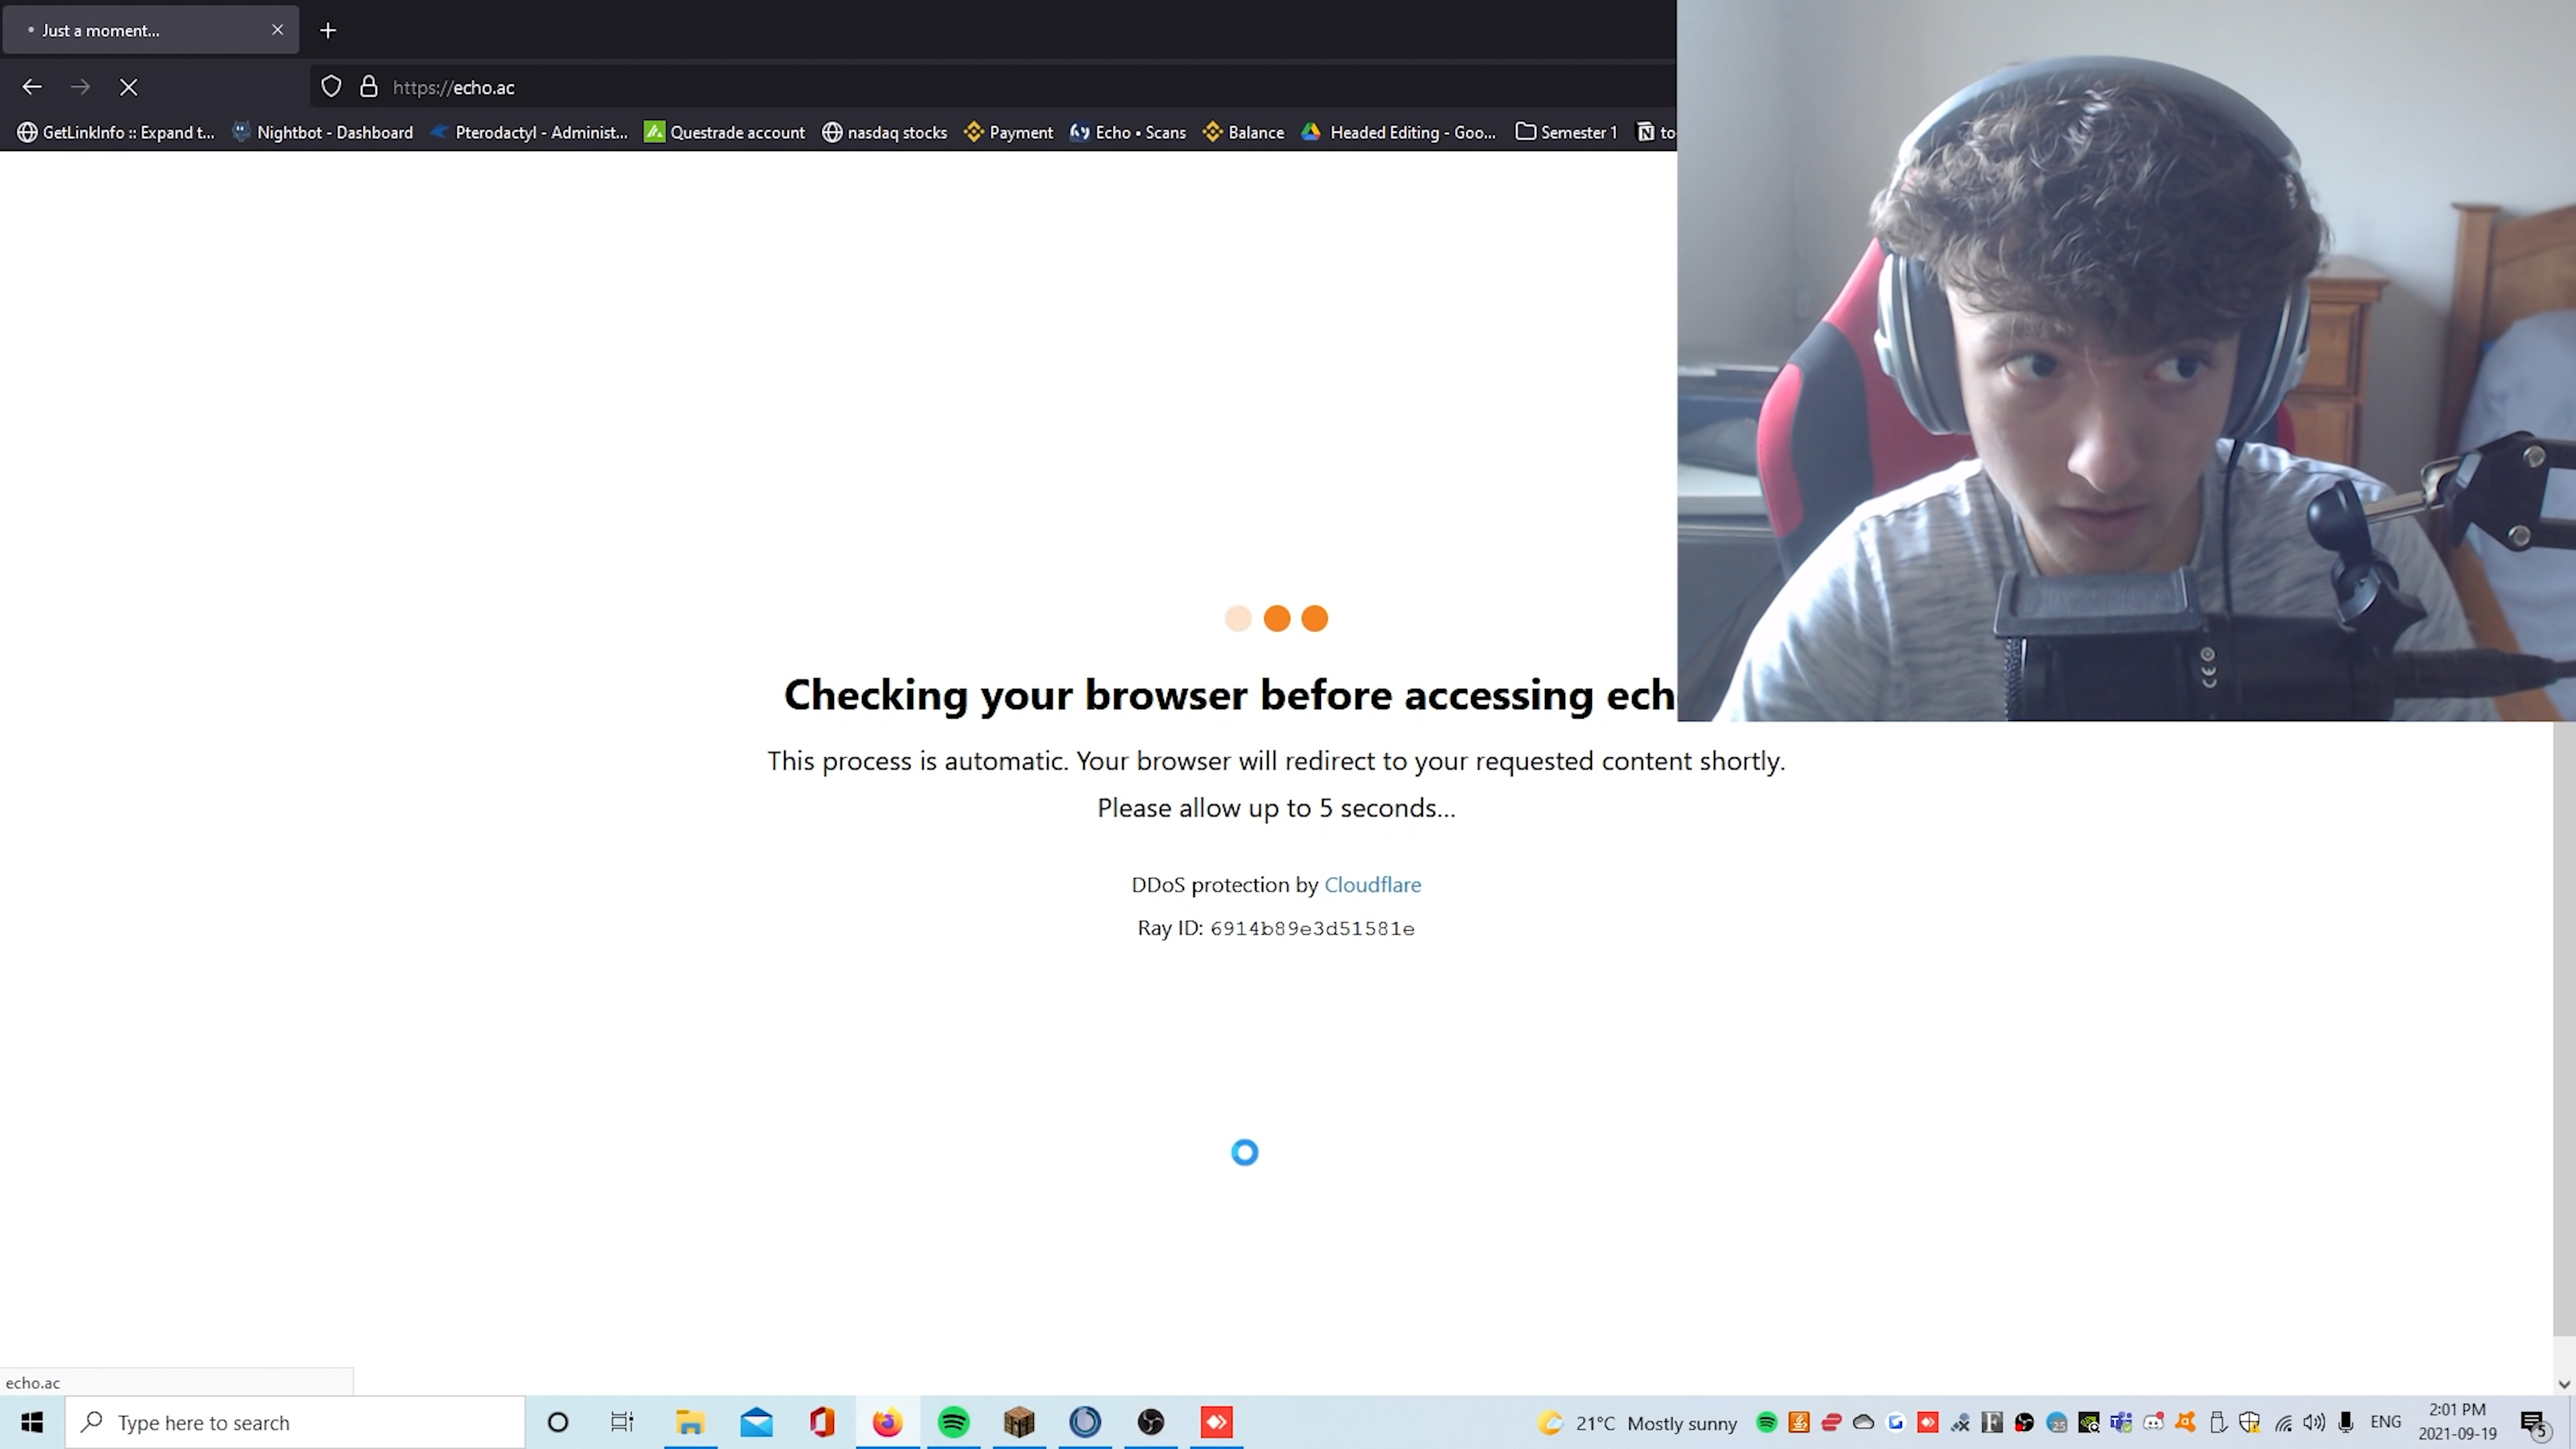 Just a moment...
https://echo.ac
GetLinkInfo :: Expand t...
Nightbot - Dashboard
Pterodactyl - Administ...
Questrade account
nasdaq stocks
Payment
Echo • Scans
Balance
Headed Editing - Goo...
Semester 1
to
Checking your browser before accessing ech
This process is automatic. Your browser will redirect to your requested content shortly.
Please allow up to 5 seconds...
DDoS protection by Cloudflare
Ray ID: 6914b89e3d51581e
echo.ac
Type here to search
21°C Mostly sunny
25
ENG
2:01 PM
2021-09-19
5